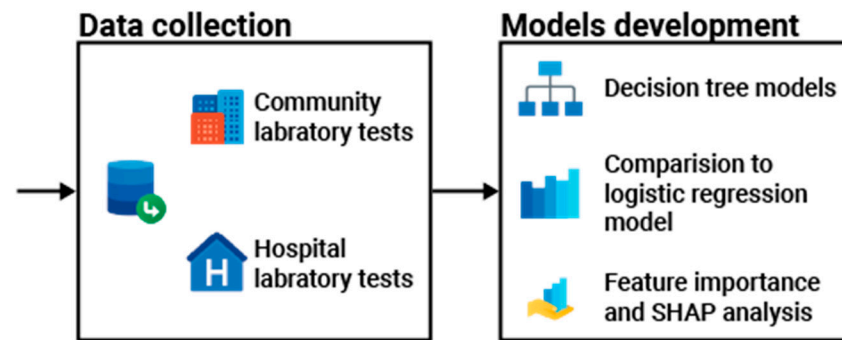 Data collection
Community
labratory tests
H
Hospital
labratory tests
Models development
Decision tree models
Comparision to
logistic regression
model
Feature importance
and SHAP analysis